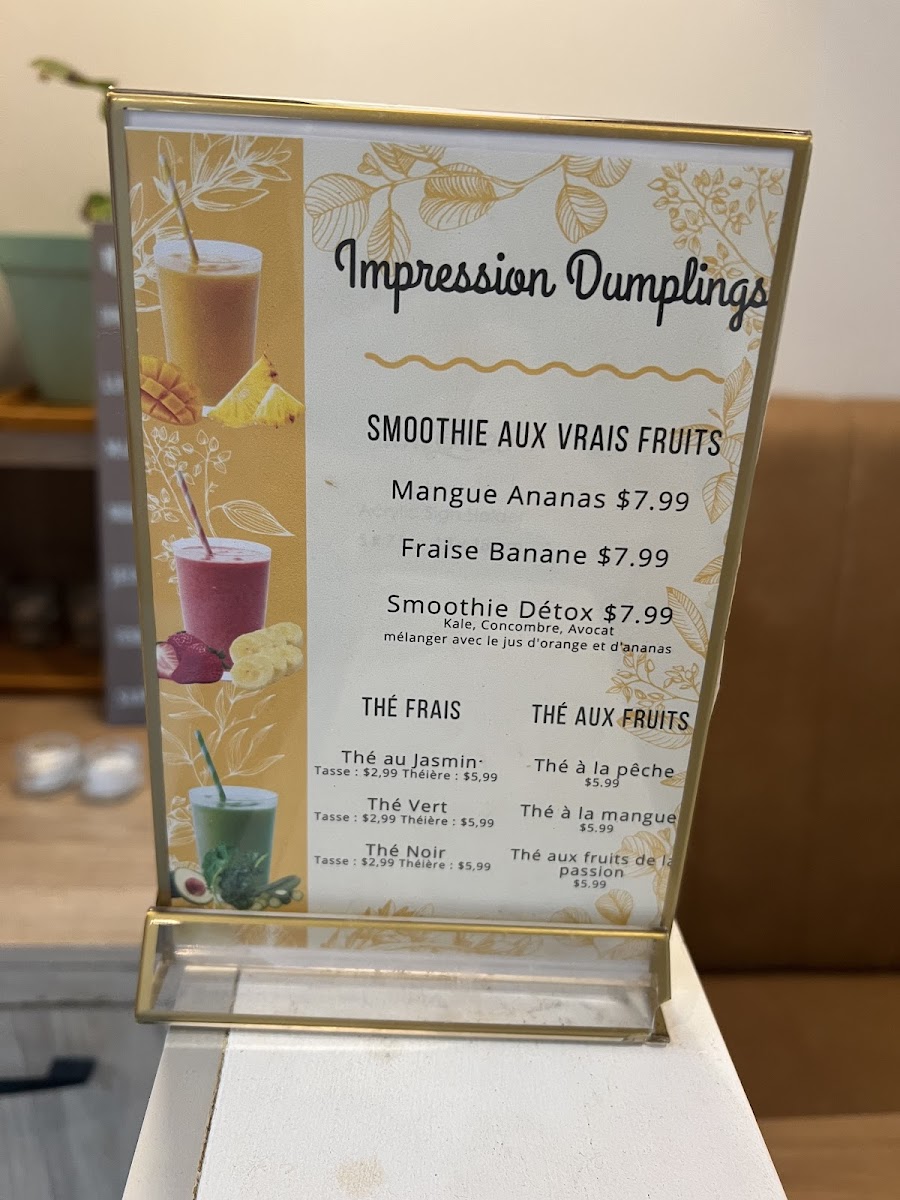 Impression Dumplings
SMOOTHIE AUX VRAIS FRUITS
Mangue Ananas $7.99
Fraise Banane $7.99
Smoothie Détox $7.99
Kale, Concombre, Avocat
mélanger avec le jus d'orange et d'ananas
THÉ FRAIS
Thé au Jasmin
Tasse : $2,99 Théière : $5,99
Thé Vert
Tasse : $2,99 Théière : $5,99
Thé Noir
Tasse : $2,99 Théière : $5,99
THÉ AUX FRUITS
Thé à la pêche
$5.99
Thé à la mangue
$5.99
Thé aux fruits de la
passion
$5.99